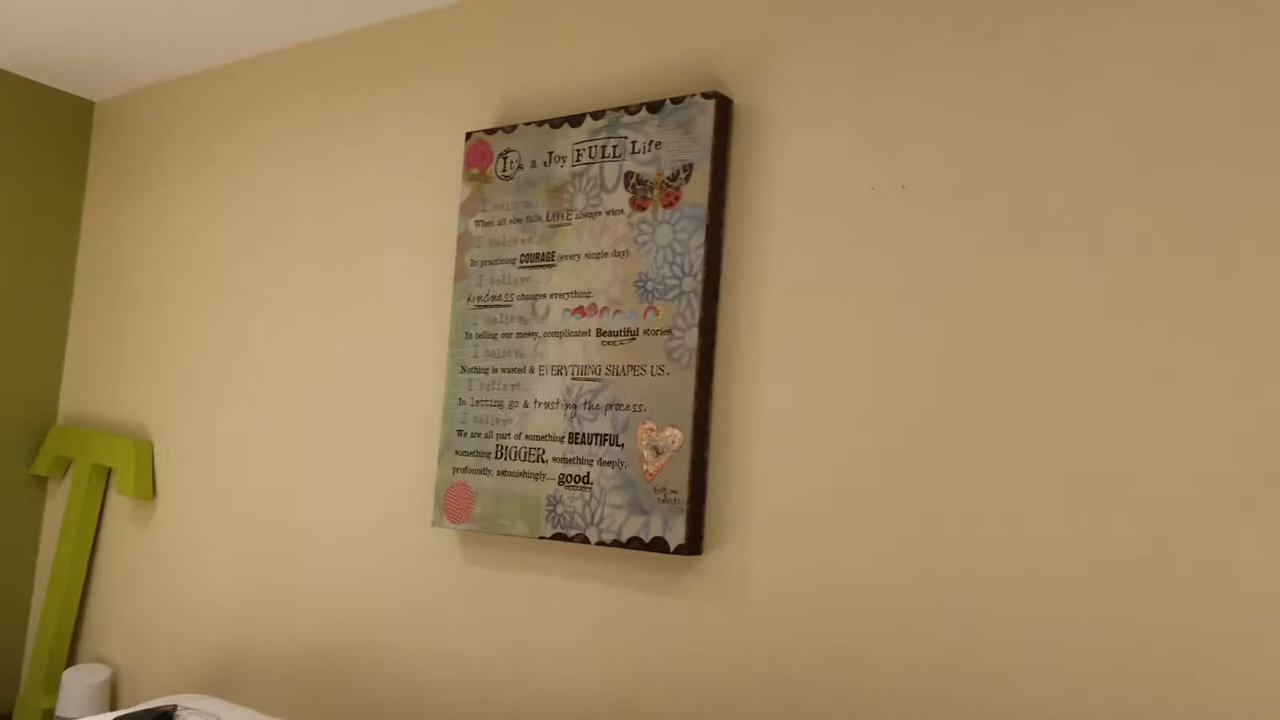 It's a Joy FULL Life
I believe...
When all else fails, LOVE always wins.
I believe...
In practicing COURAGE (every single day).
I believe...
kindness changes everything.
I believe...
In telling our messy, complicated Beautiful stories.
I believe...
Nothing is wasted & EVERYTHING SHAPES US.
I believe...
In letting go & trusting the process.
I believe...
We are all part of something BEAUTIFUL,
something BIGGER, something deeply,
profoundly, astonishingly.... good.